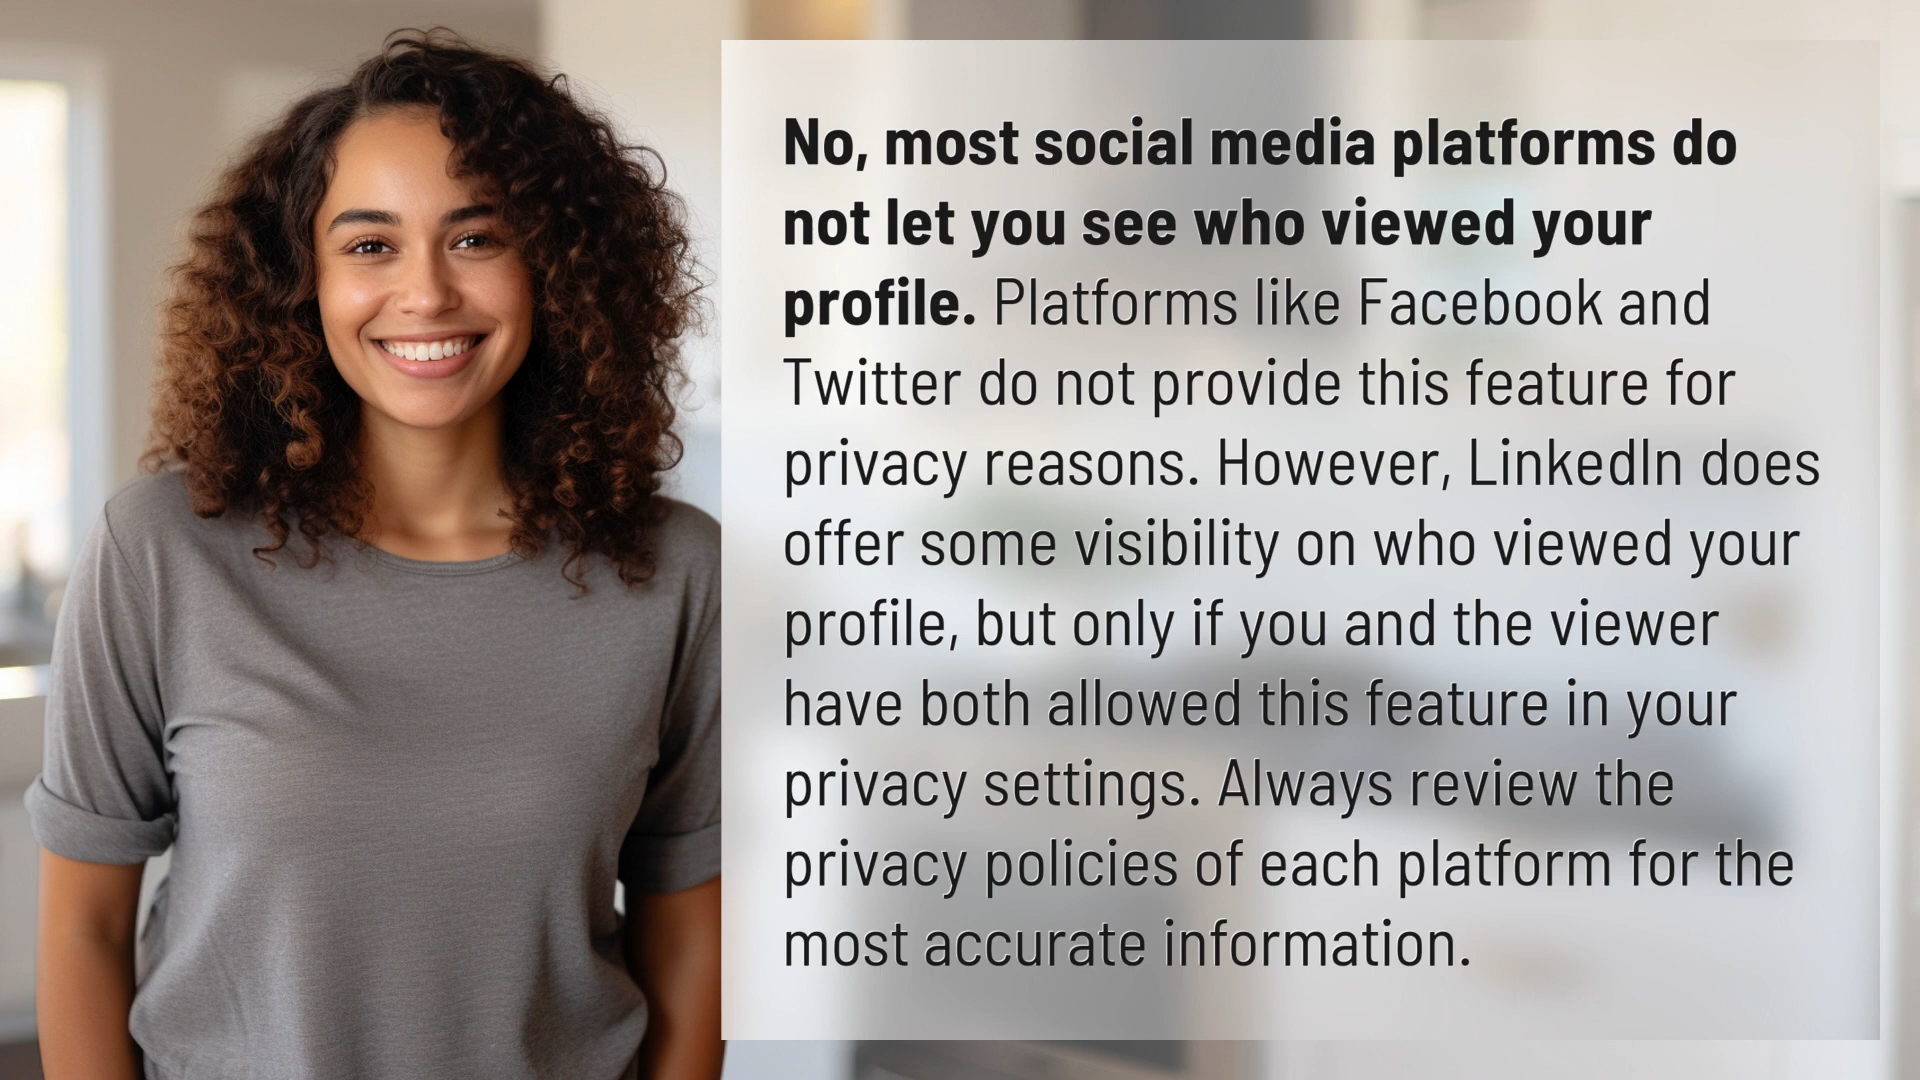 No, most social media platforms do
not let you see who viewed your
profile. Platforms like Facebook and
Twitter do not provide this feature for
privacy reasons. However, LinkedIn does
offer some visibility on who viewed your
profile, but only if you and the viewer
have both allowed this feature in your
privacy settings. Always review the
privacy policies of each platform for the
most accurate information.